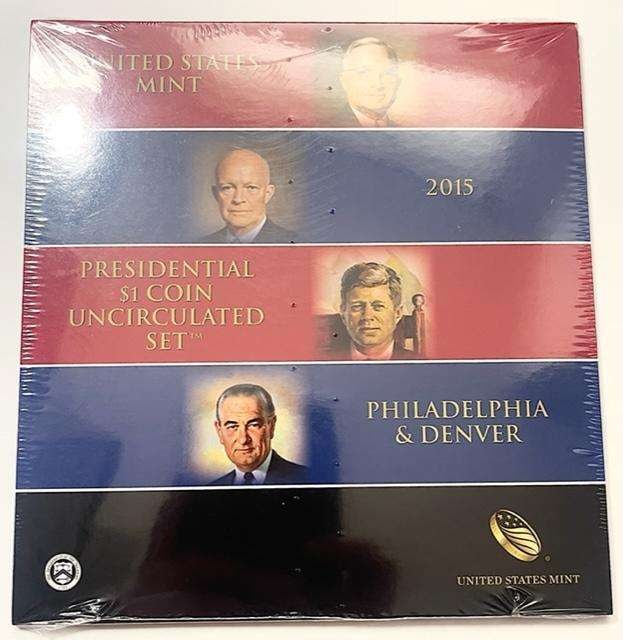 UNITED STATES
MINT
2015
PRESIDENTIAL
$1 COIN
UNCIRCULATED
SET™
PHILADELPHIA
& DENVER
UNITED STATES MINT